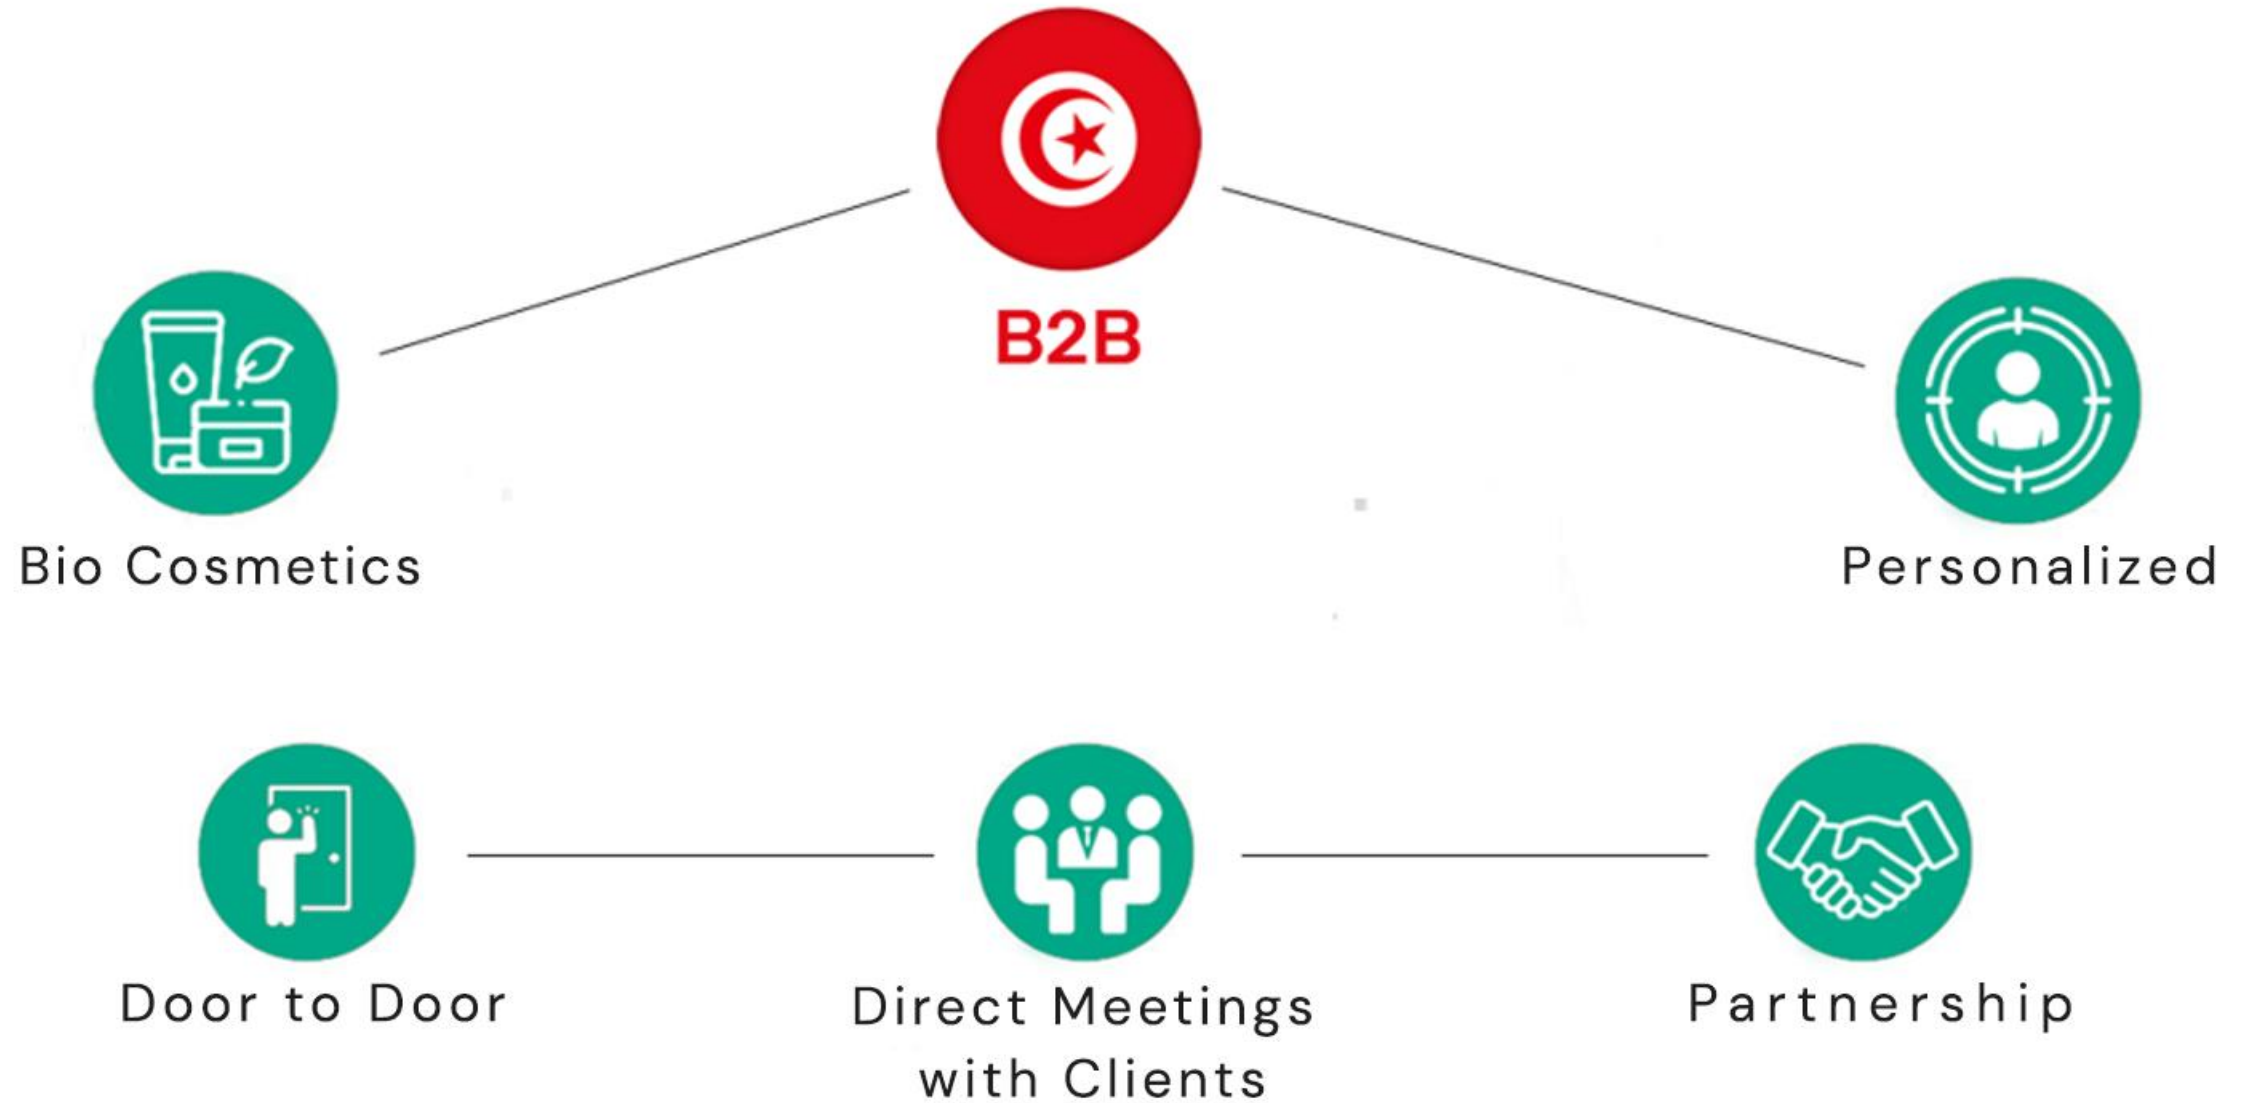 B2B
Bio Cosmetics
Personalized
Door to Door
Direct Meetings
with Clients
Partnership